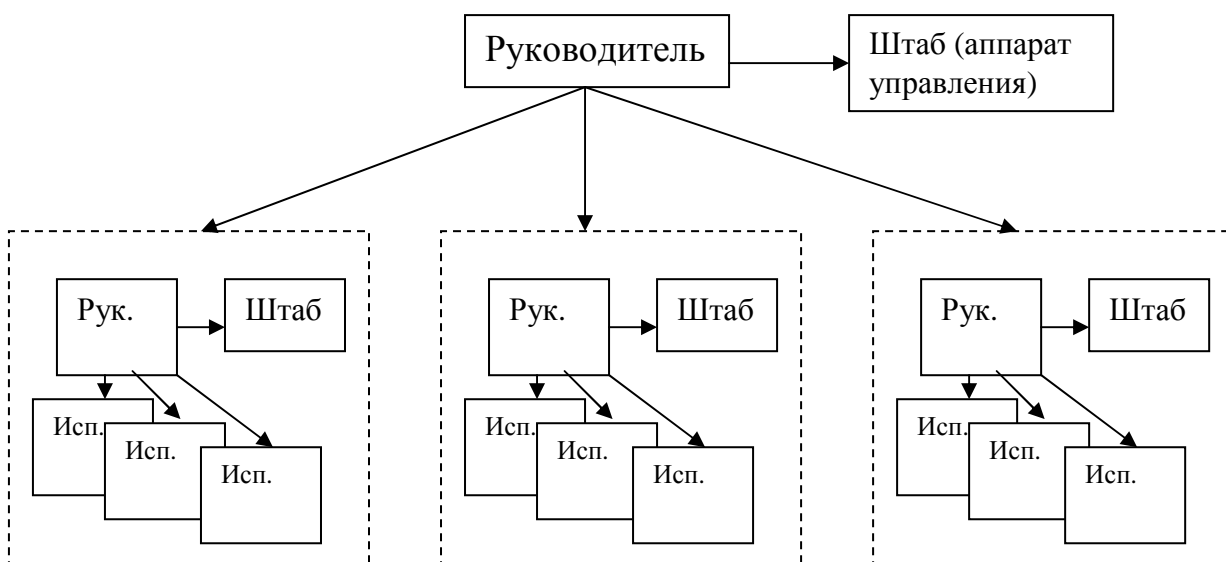 Руководитель
Штаб (аппарат
управления)
Рук.
Штаб
Исп.
Исп.
Исп.
Рук.
Штаб
Исп.
Исп.
Исп.
Рук.
Штаб
Исп.
Исп.
Исп.